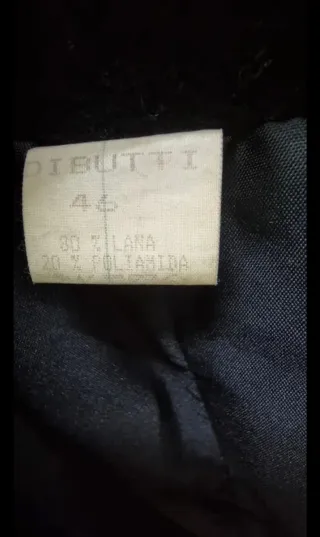 DIBUTTI
46
80 % LANA
20 % POLIAMIDA